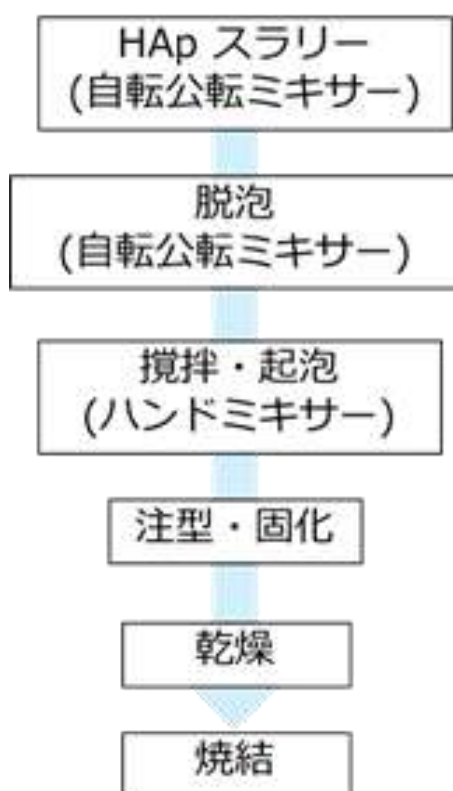 HAp スラリー
(自転公転ミキサー)
脱泡
(自転公転ミキサー)
撹拌・起泡
(ハンドミキサー)
注型・固化
乾燥
焼結